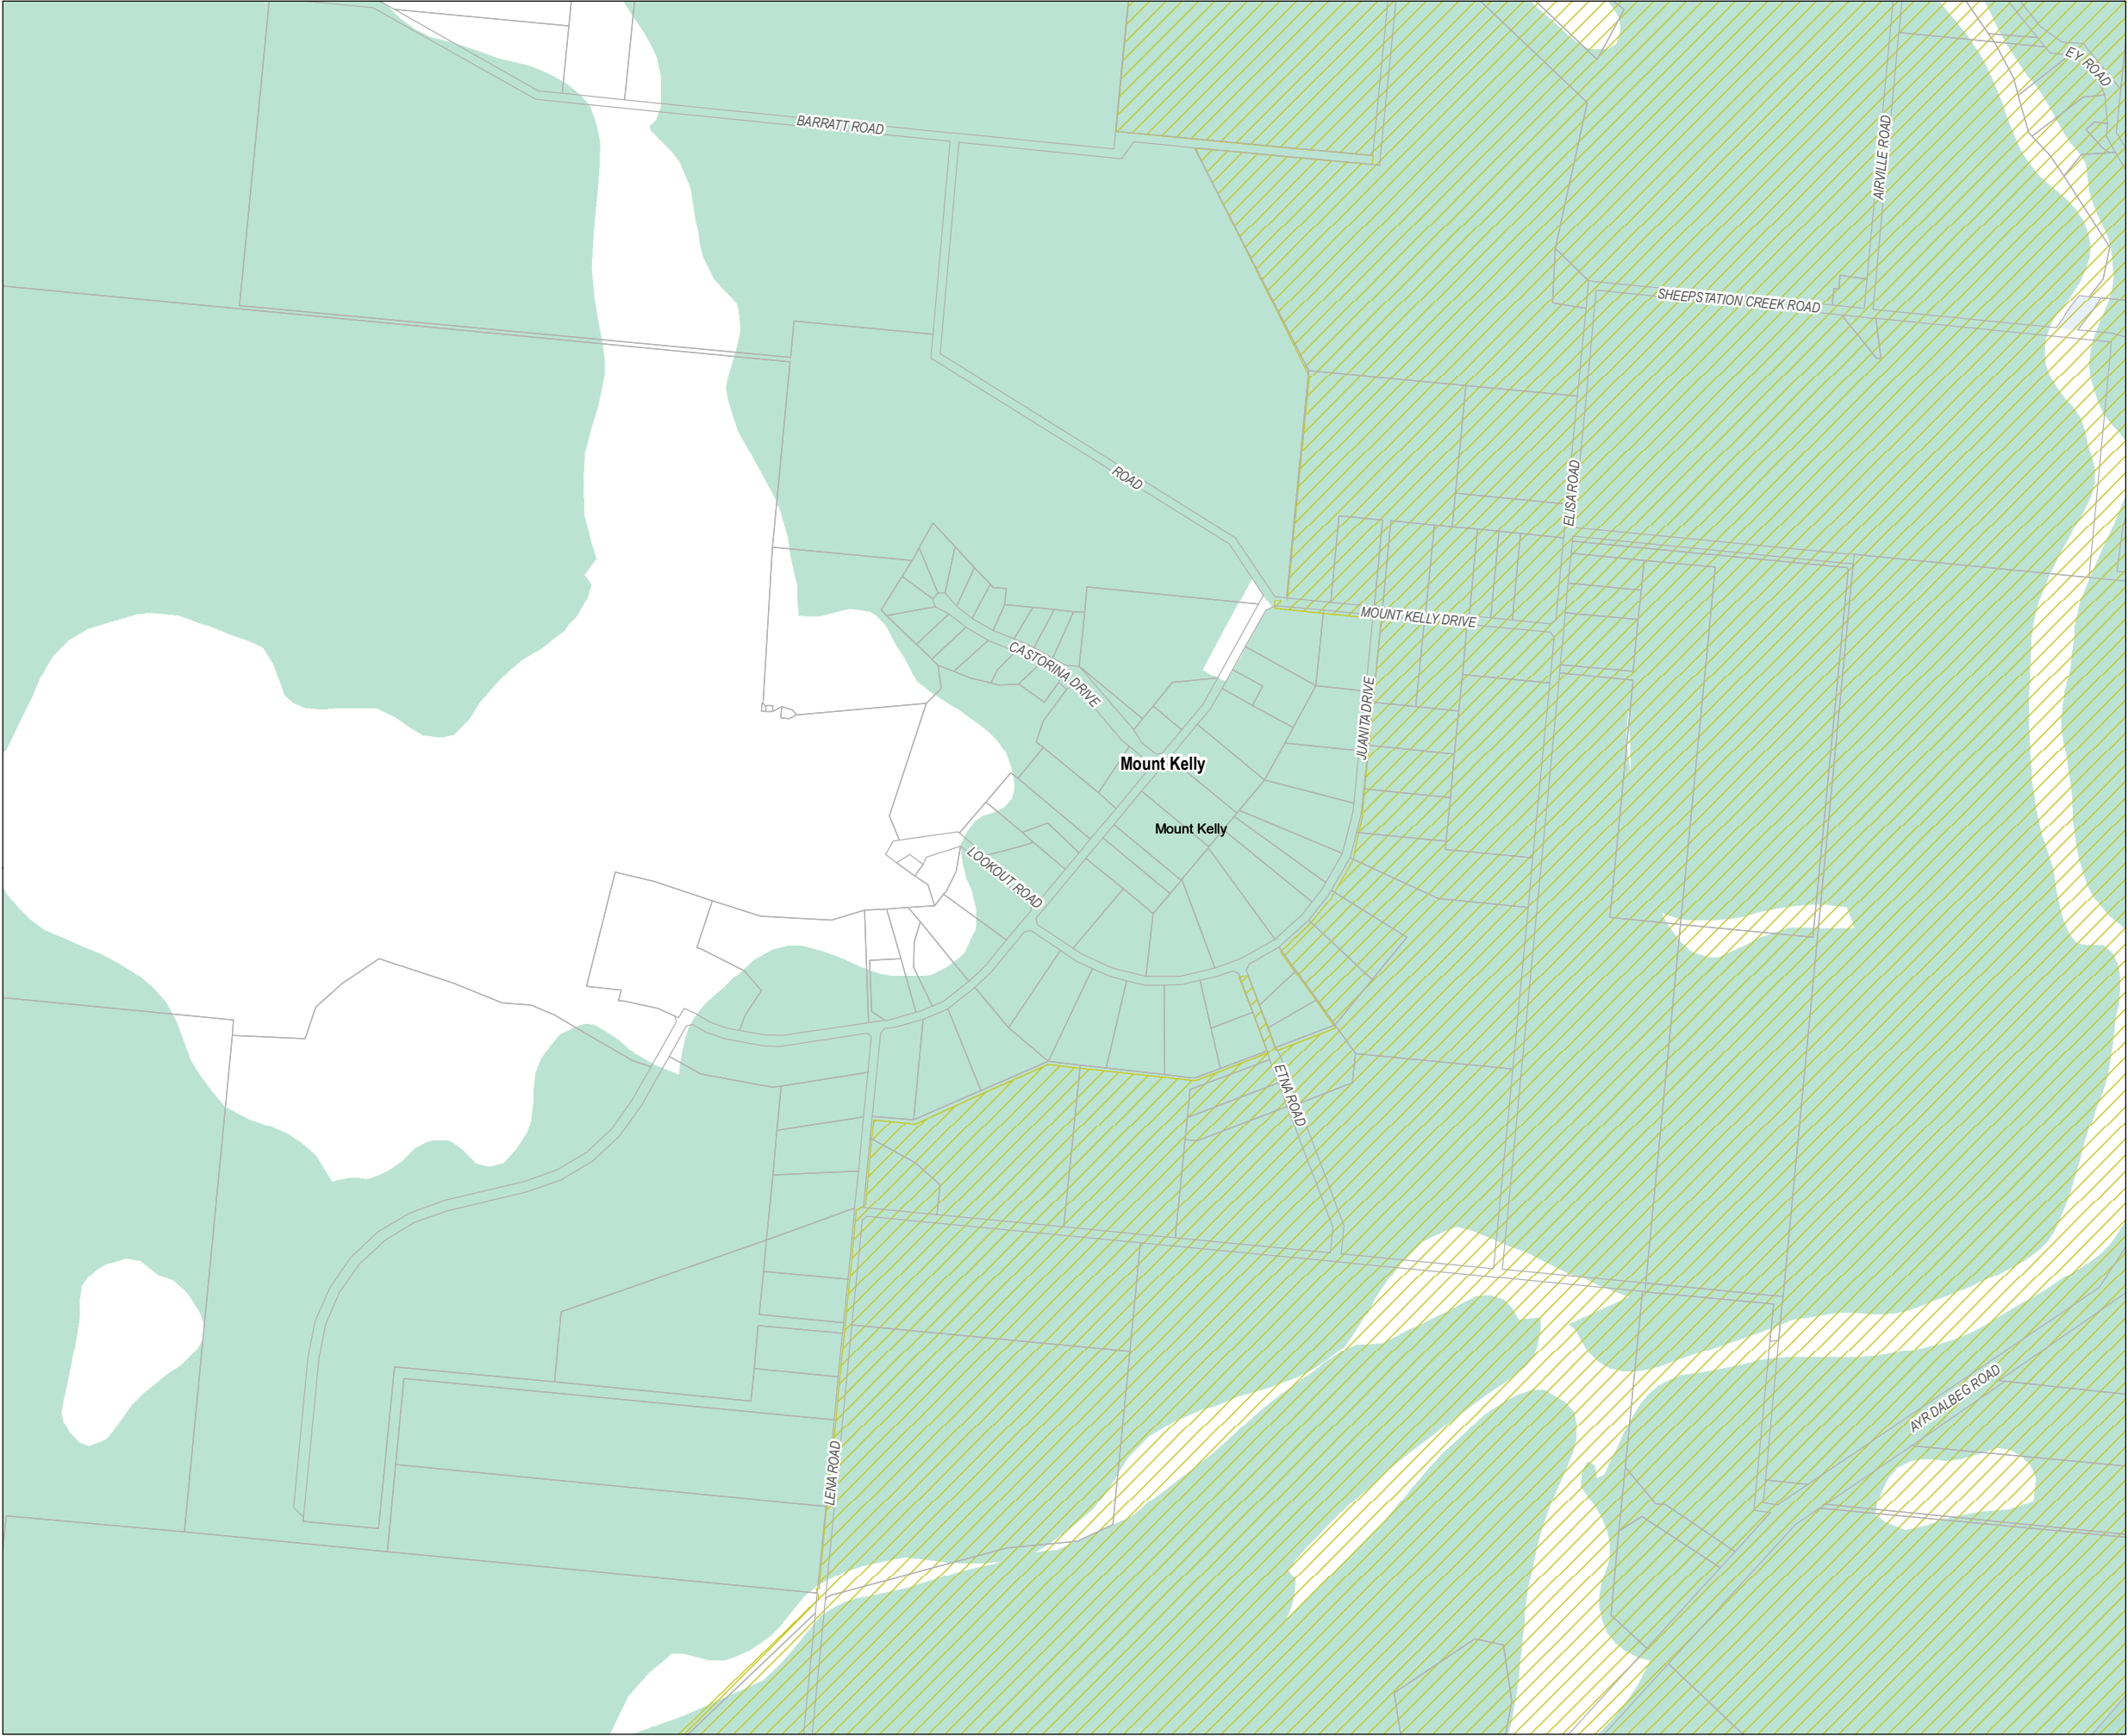 EY ROAD
BARRATT ROAD
AIRVILLE ROAD
SHEEPSTATION CREEK ROAD
ROAD
ELISA ROAD
MOUNT KELLY DRIVE
CASTORINA DRIVE
JUANITA DRIVE
Mount Kelly
Mount Kelly
LOOKOUT ROAD
ETNA ROAD
AYR DALBEG ROAD
LENA ROAD